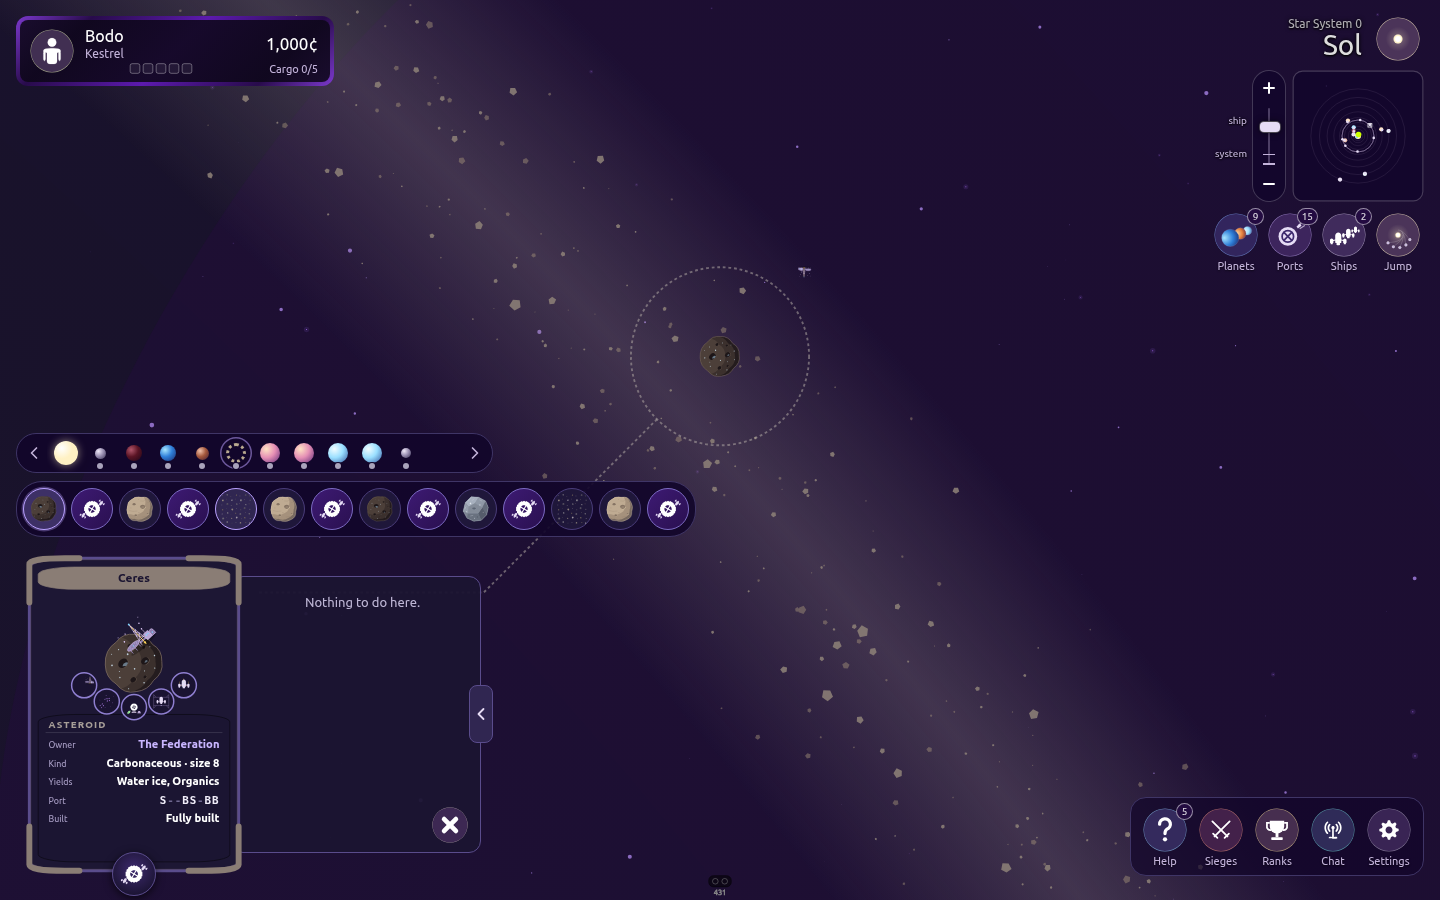 Bodo
Kestrel
1,000¢
Cargo 0/5
Star System 0
Sol
ship
system
9
15
2
Planets
Ports
Ships
Jump
Ceres
Nothing to do here.
ASTEROID
Owner The Federation
Kind Carbonaceous · size 8
Yields Water ice, Organics
Port S--BS-BB
Built Fully built
5
Help
Sieges
Ranks
Chat
Settings
431